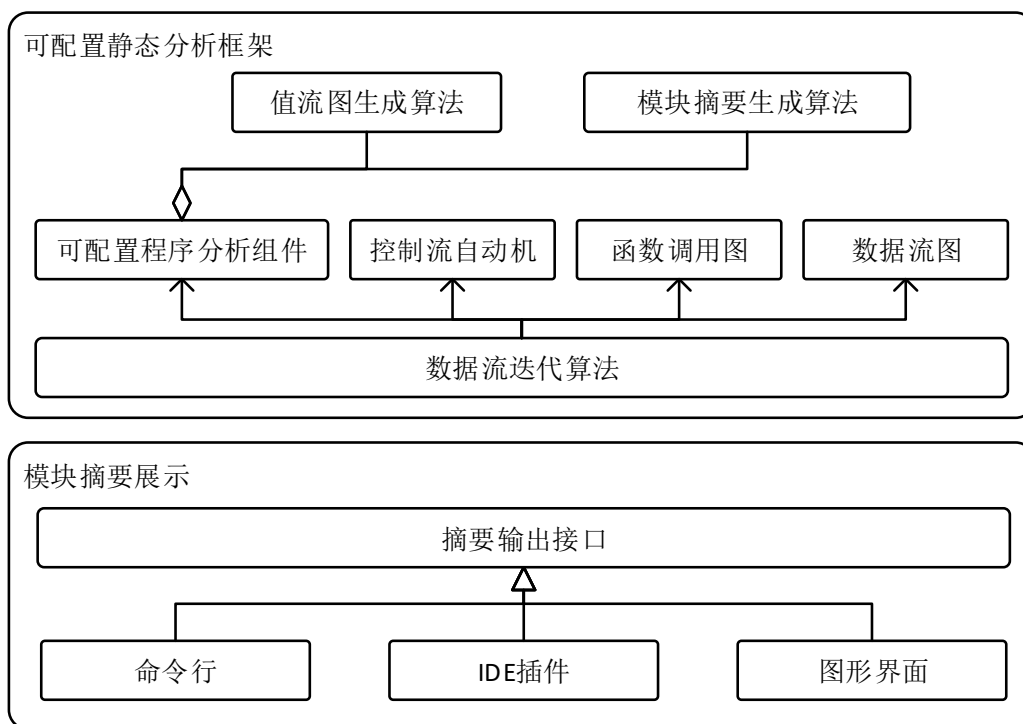 可配置静态分析框架
值流图生成算法
模块摘要生成算法
可配置程序分析组件
控制流自动机
函数调用图
数据流图
数据流迭代算法
模块摘要展示
摘要输出接口
命令行
IDE插件
图形界面